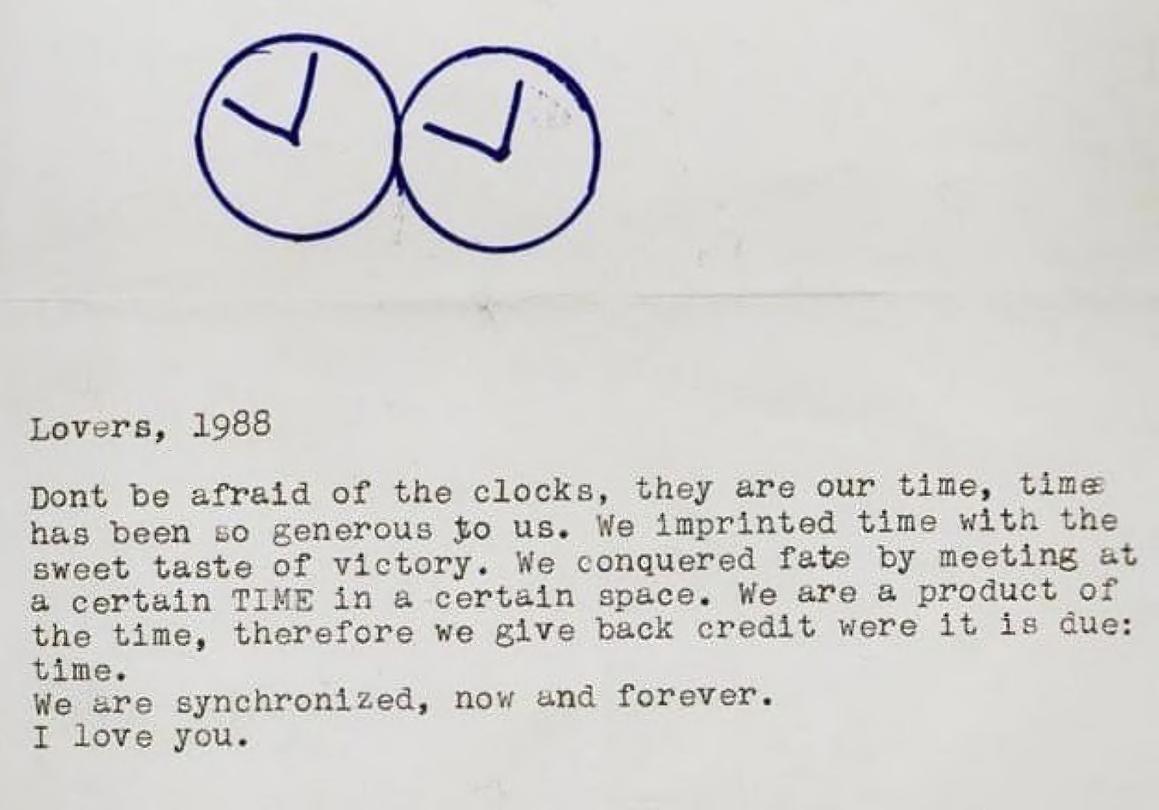 Lovers, 1988
Dont be afraid of the clocks, they are our time, time
has been so generous to us. We imprinted time with the
sweet taste of victory. We conquered fate by meeting at
a certain TIME in a certain space. We are a product of
the time, therefore we give back credit were it is due:
time.
We are synchronized, now and forever.
I love you.